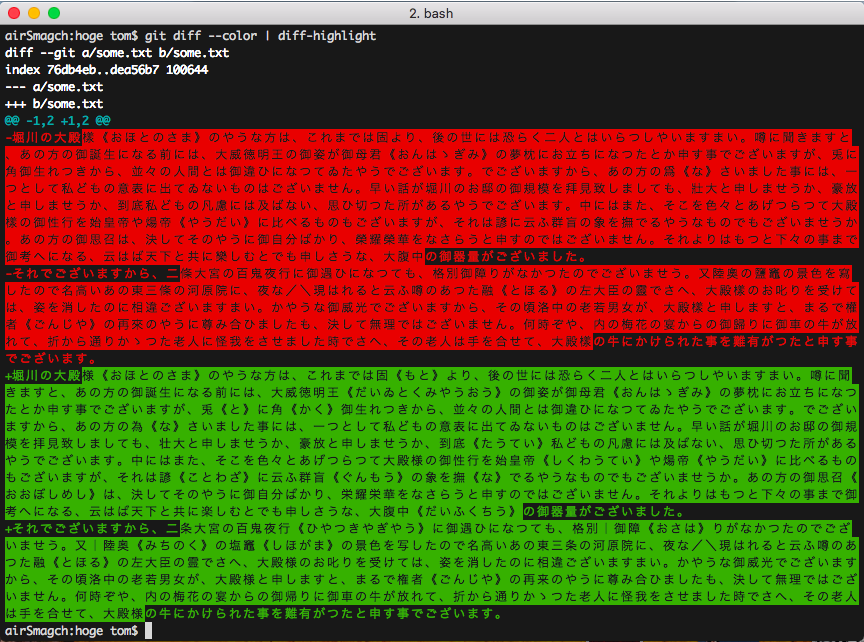 2. bash
airSmagch:hoge tom$ git diff --color | diff-highlight
diff --git a/some.txt b/some.txt
index 76db4eb..dea56b7 100644
--- a/some.txt
+++ b/some.txt
@@ -1,2 +1,2 @@
-堀川の大殿樣《おほとのさま》のやうな方は、これまでは固より、後の世には恐らく二人とはいらつしやいますまい。噂に聞きますと
、あの方の御誕生になる前には、大威德明王の御姿が御母君《おんはゝぎみ》の夢枕にお立ちになつたとか申す事でございますが、兎に
角御生れつきから、並々の人間とは御違ひになつてゐたやうでございます。でございますから、あの方の爲《な》さいました事には、一
つとして私どもの意表に出てゐないものはございません。早い話が堀川のお邸の御規模を拜見致しましても、壯大と申しませうか、豪放
と申しませうか、到底私どもの凡慮には及ばない、思ひ切つた所があるやうでございます。中にはまた、そこを色々とあげつらつて大殿
樣の御性行を始皇帝や煬帝《やうだい》に比べるものもございますが、それは諺に云ふ群盲の象を撫でるやうなものでもございませうか
。あの方の御思召は、決してそのやうに御自分ばかり、榮耀榮華をなさらうと申すのではございません。それよりはもつと下々の事まで
御考へになる、云はば天下と共に樂しむとでも申しさうな、大腹中の御器量がございました。
-それでございますから、二條大宮の百鬼夜行に御遇ひになつても、格別御障りがなかつたのでございませう。又陸奧の鹽竈の景色を寫
したので名高いあの東三條の河原院に、夜な／＼現はれると云ふ噂のあつた融《とほる》の左大臣の靈でさへ、大殿樣のお叱りを受けて
は、姿を消したのに相違ございますまい。かやうな御威光でございますから、その頃洛中の老若男女が、大殿樣と申しますと、まるで權
者《ごんじや》の再來のやうに尊み合ひましたも、決して無理ではございません。何時ぞや、内の梅花の宴からの御歸りに御車の牛が放
れて、折から通りかゝつた老人に怪我をさせました時でさへ、その老人は手を合せて、大殿樣の牛にかけられた事を難有がつたと申す事
でございます。
+堀川の大殿様《おほとのさま》のやうな方は、これまでは固《もと》より、後の世には恐らく二人とはいらつしやいますまい。噂に聞
きますと、あの方の御誕生になる前には、大威徳明王《だいゐとくみやうおう》の御姿が御母君《おんはゝぎみ》の夢枕にお立ちになつ
たとか申す事でございますが、兎《と》に角《かく》御生れつきから、並々の人間とは御違ひになつてゐたやうでございます。でござい
ますから、あの方の為《な》さいました事には、一つとして私どもの意表に出てゐないものはございません。早い話が堀川のお邸の御規
模を拝見致しましても、壮大と申しませうか、豪放と申しませうか、到底《たうてい》私どもの凡慮には及ばない、思ひ切つた所がある
やうでございます。中にはまた、そこを色々とあげつらつて大殿様の御性行を始皇帝《しくわうてい》や煬帝《やうだい》に比べるもの
もございますが、それは諺《ことわざ》に云ふ群盲《ぐんもう》の象を撫《な》でるやうなものでもございませうか。あの方の御思召《
おおぼしめし》は、決してそのやうに御自分ばかり、栄耀栄華をなさらうと申すのではございません。それよりはもつと下々の事まで御
考へになる、云はば天下と共に楽しむとでも申しさうな、大腹中《だいふくちう》の御器量がございました。
+それでございますから、二条大宮の百鬼夜行《ひやつきやぎやう》に御遇ひになつても、格別｜御障《おさは》りがなかつたのでござ
いませう。又｜陸奥《みちのく》の塩竈《しほがま》の景色を写したので名高いあの東三条の河原院に、夜な／＼現はれると云ふ噂のあ
つた融《とほる》の左大臣の霊でさへ、大殿様のお叱りを受けては、姿を消したのに相違ございますまい。かやうな御威光でございます
から、その頃洛中の老若男女が、大殿様と申しますと、まるで権者《ごんじや》の再来のやうに尊み合ひましたも、決して無理ではござ
いません。何時ぞや、内の梅花の宴からの御帰りに御車の牛が放れて、折から通りかゝつた老人に怪我をさせました時でさへ、その老人
は手を合せて、大殿様の牛にかけられた事を難有がつたと申す事でございます。
airSmagch:hoge tom$